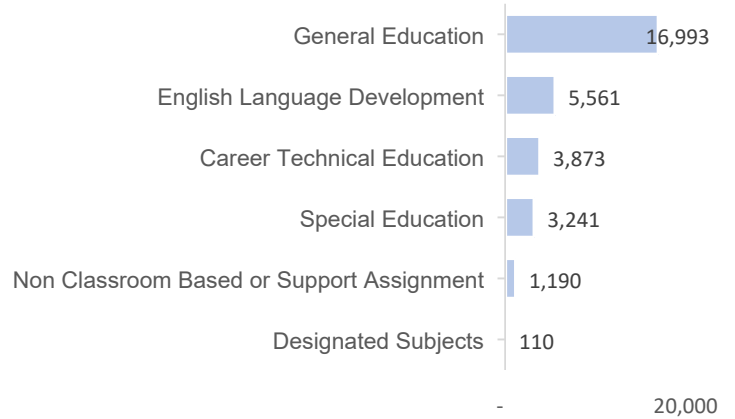 General Education 16,993
English Language Development 5,561
Career Technical Education 3,873
Special Education 3,241
Non Classroom Based or Support Assignment 1,190
Designated Subjects 110
- 20,000